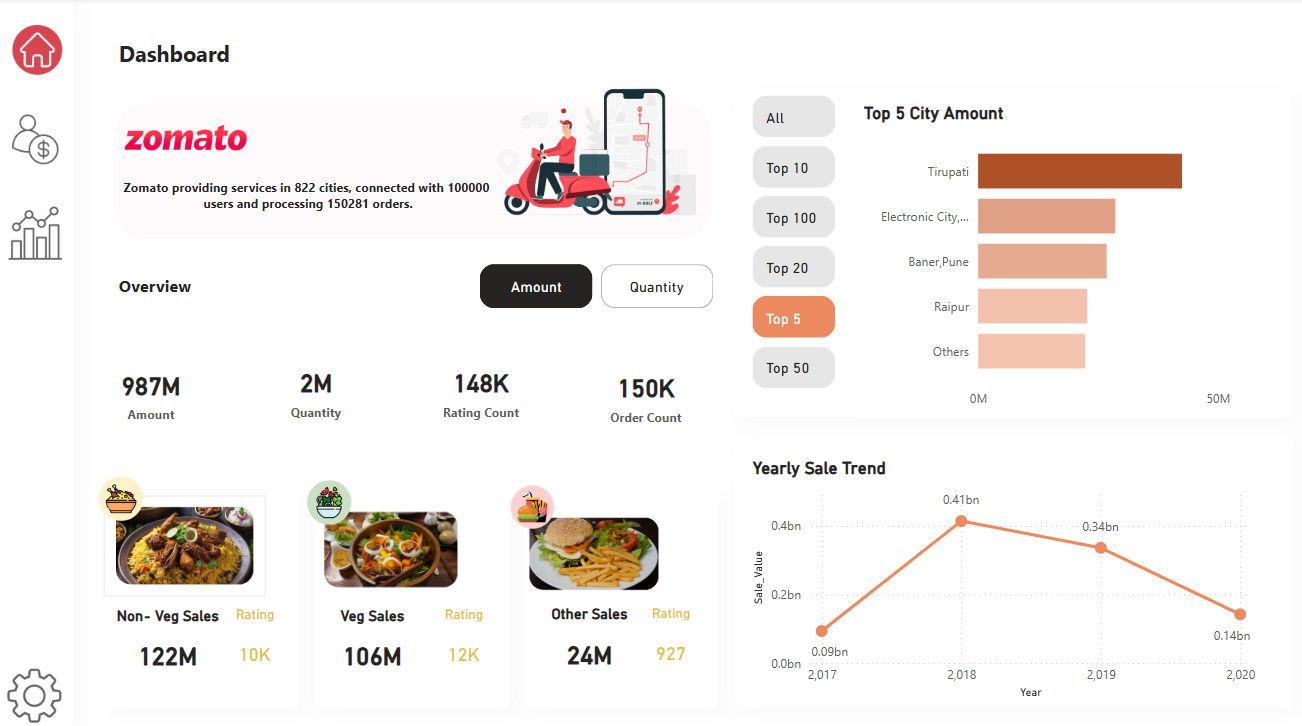 Dashboard
zomato
Zomato providing services in 822 cities, connected with 100000
users and processing 150281 orders.
Overview
Amount
Quantity
987M
Amount
2M
Quantity
148K
Rating Count
150K
Order Count
Non- Veg Sales
Rating
122M
10K
Veg Sales
Rating
106M
12K
Other Sales
Rating
24M
927
All
Top 10
Top 100
Top 20
Top 5
Top 50
Top 5 City Amount
Tirupati
Electronic City,...
Baner,Pune
Raipur
Others
0M
50M
Yearly Sale Trend
Sale_Value
0.4bn
0.2bn
0.0bn
0.09bn
0.41bn
0.34bn
0.14bn
2,017
2,018
2,019
2,020
Year